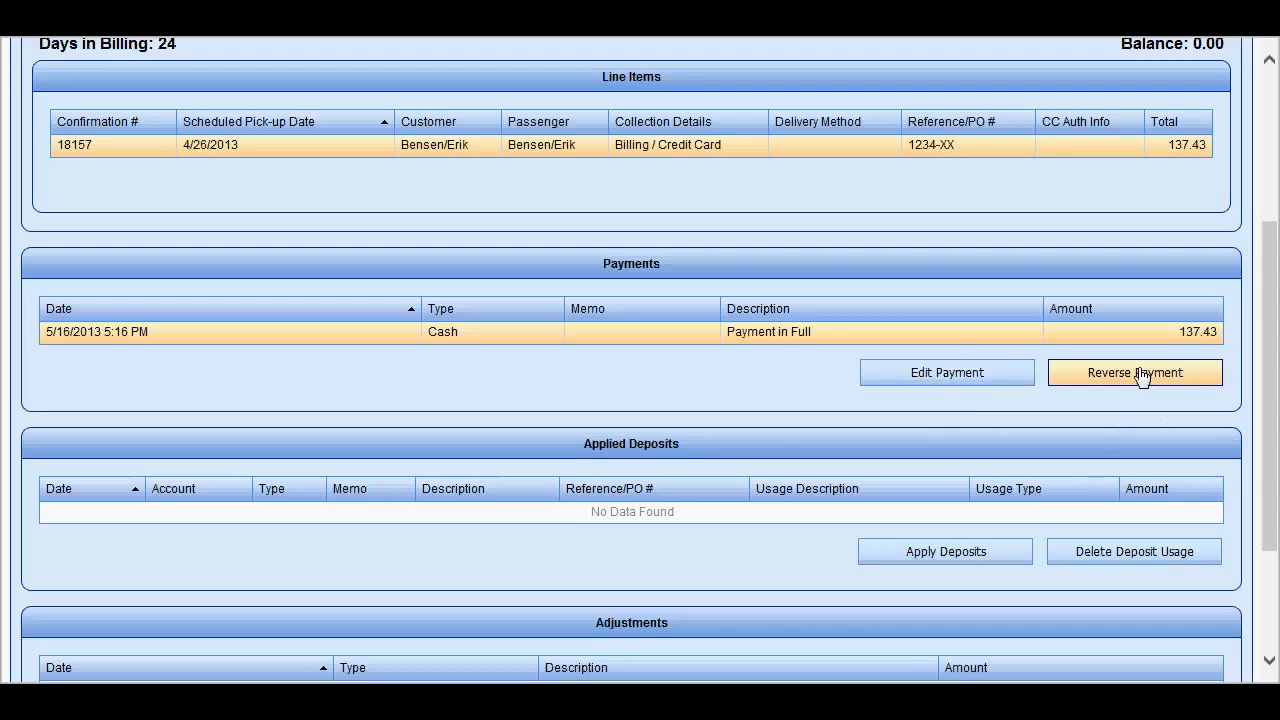 Days in Billing: 24 Balance: 0.00
Line Items
Confirmation # Scheduled Pick-up Date Customer Passenger Collection Details Delivery Method Reference/PO # CC Auth Info Total
18157 4/26/2013 Bensen/Erik Bensen/Erik Billing / Credit Card 1234-XX 137.43
Payments
Date Type Memo Description Amount
5/16/2013 5:16 PM Cash Payment in Full 137.43
Edit Payment Reverse Payment
Applied Deposits
Date Account Type Memo Description Reference/PO # Usage Description Usage Type Amount
No Data Found
Apply Deposits Delete Deposit Usage
Adjustments
Date Type Description Amount